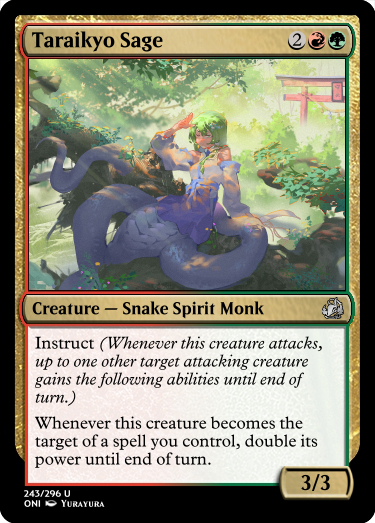 Taraikyo Sage 2
Creature — Snake Spirit Monk
Instruct (Whenever this creature attacks,
up to one other target attacking creature
gains the following abilities until end of
turn.)
Whenever this creature becomes the
target of a spell you control, double its
power until end of turn.
3/3
243/296 U
ONI Yurayura